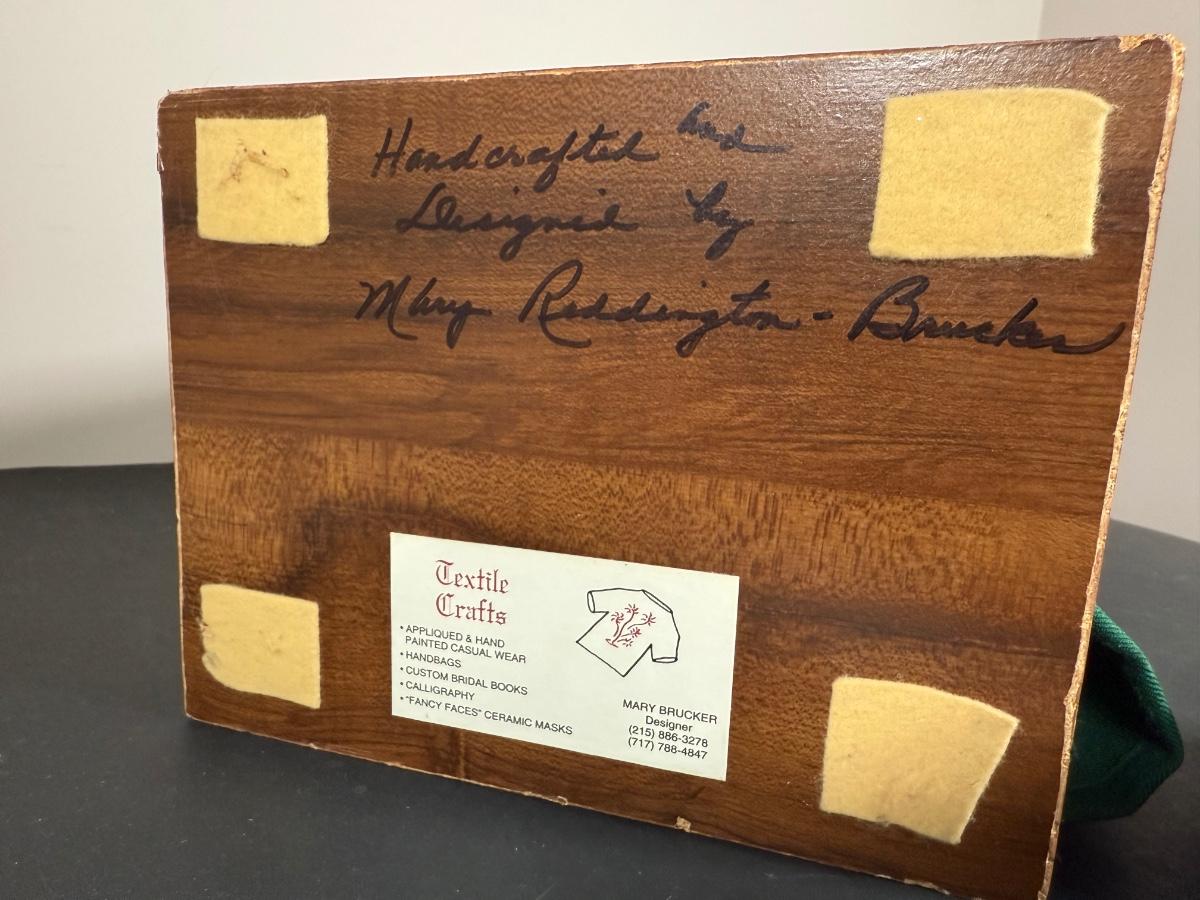 Handcrafted and
Designed by
Mary Reddington - Brucker
Textile
Crafts
* APPLIQUED & HAND
PAINTED CASUAL WEAR
* HANDBAGS
* CUSTOM BRIDAL BOOKS
* CALLIGRAPHY
* "FANCY FACES" CERAMIC MASKS
MARY BRUCKER
Designer
(215) 886-3278
(717) 788-4847